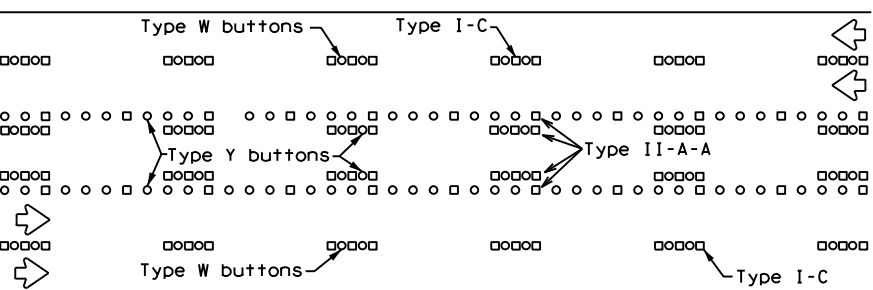 Type W buttons
Type I-C
Type Y buttons
Type II-A-A
Type W buttons
Type I-C